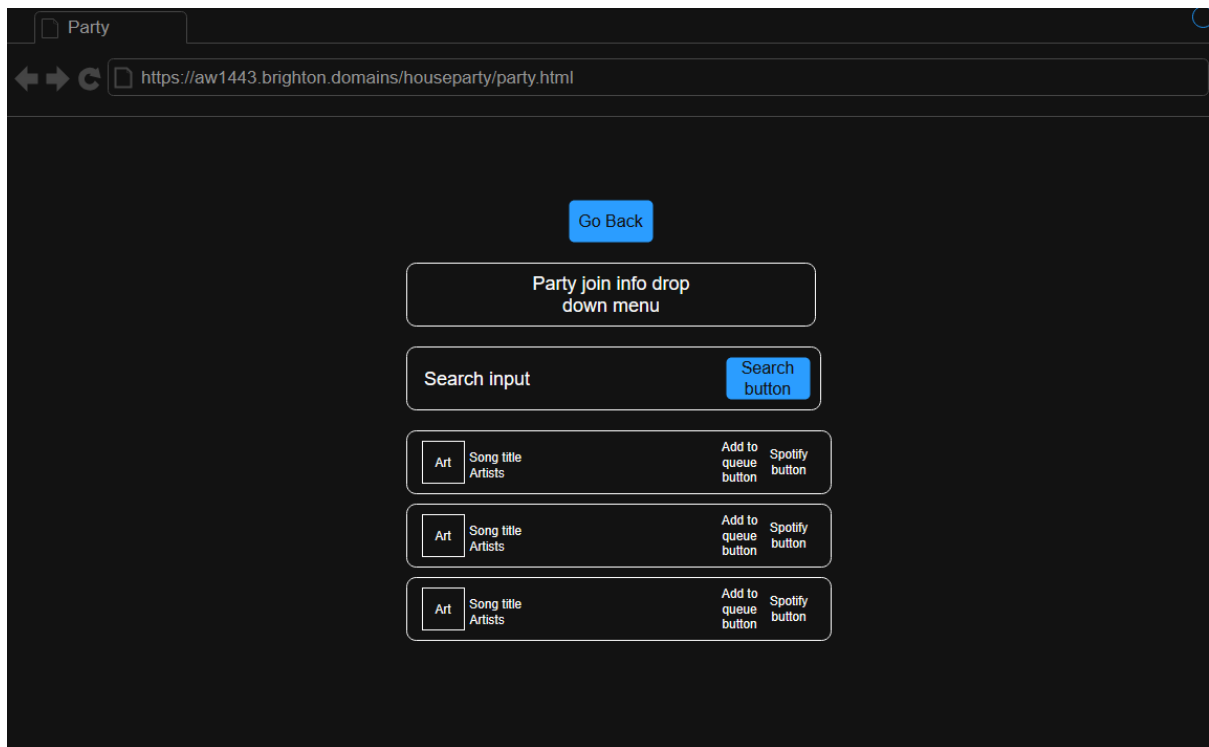 Party
https://aw1443.brighton.domains/houseparty/party.html
Go Back
Party join info drop
down menu
Search input
Search
button
Art
Song title
Artists
Add to
queue
button
Spotify
button
Art
Song title
Artists
Add to
queue
button
Spotify
button
Art
Song title
Artists
Add to
queue
button
Spotify
button